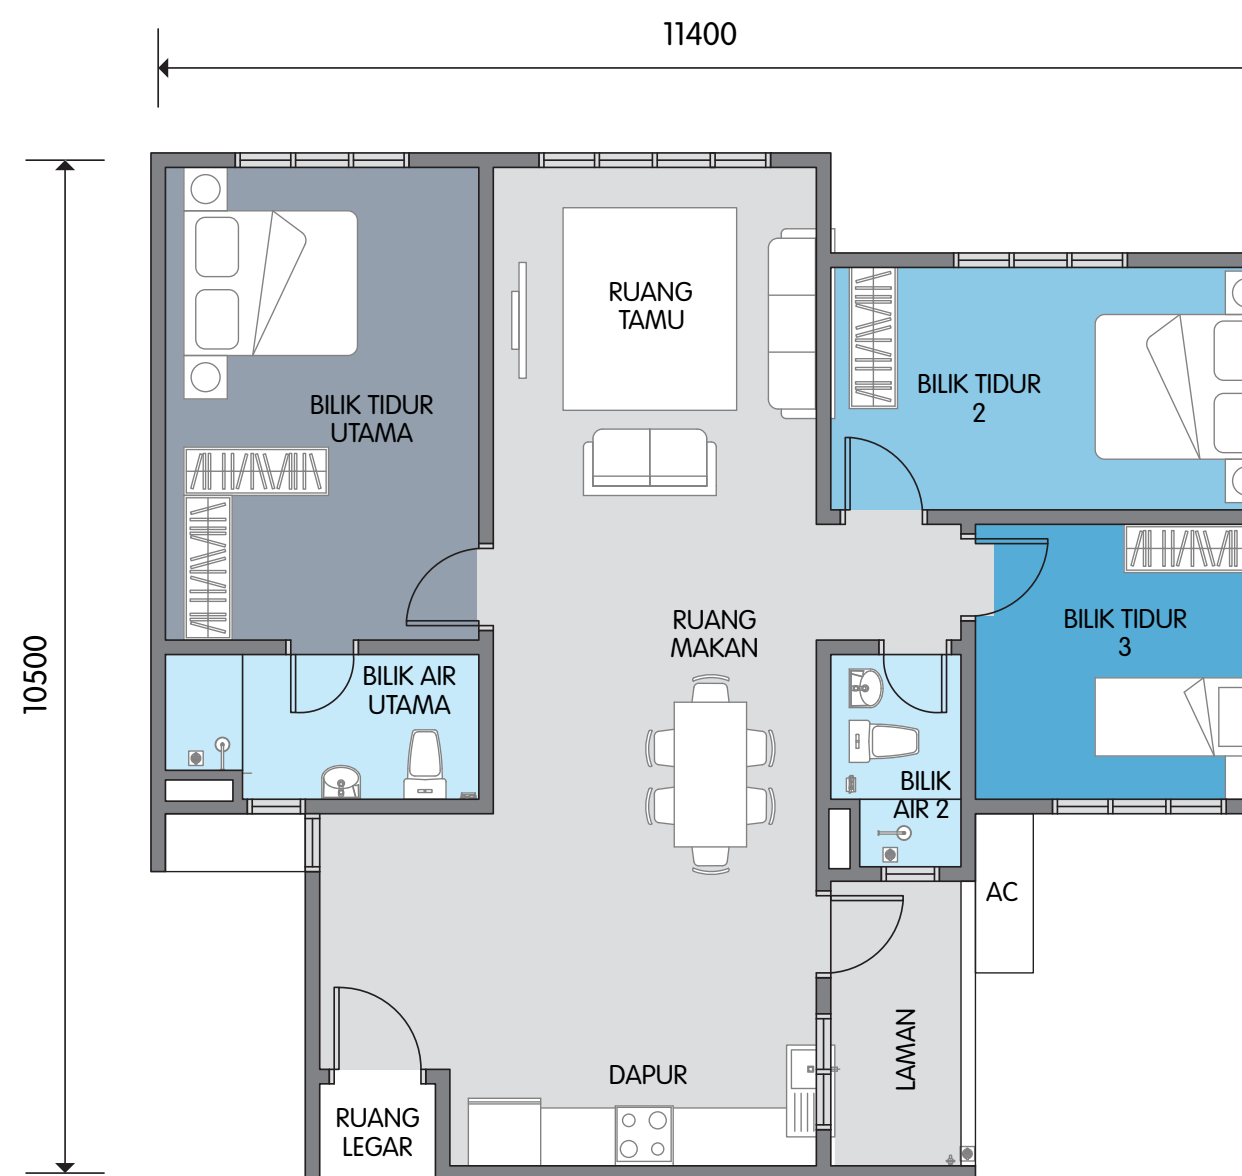 11400
10500
RUANG
TAMU
BILIK TIDUR
UTAMA
BILIK TIDUR
2
RUANG
MAKAN
BILIK TIDUR
3
BILIK AIR
UTAMA
BILIK
AIR 2
AC
LAMAN
DAPUR
RUANG
LEGAR